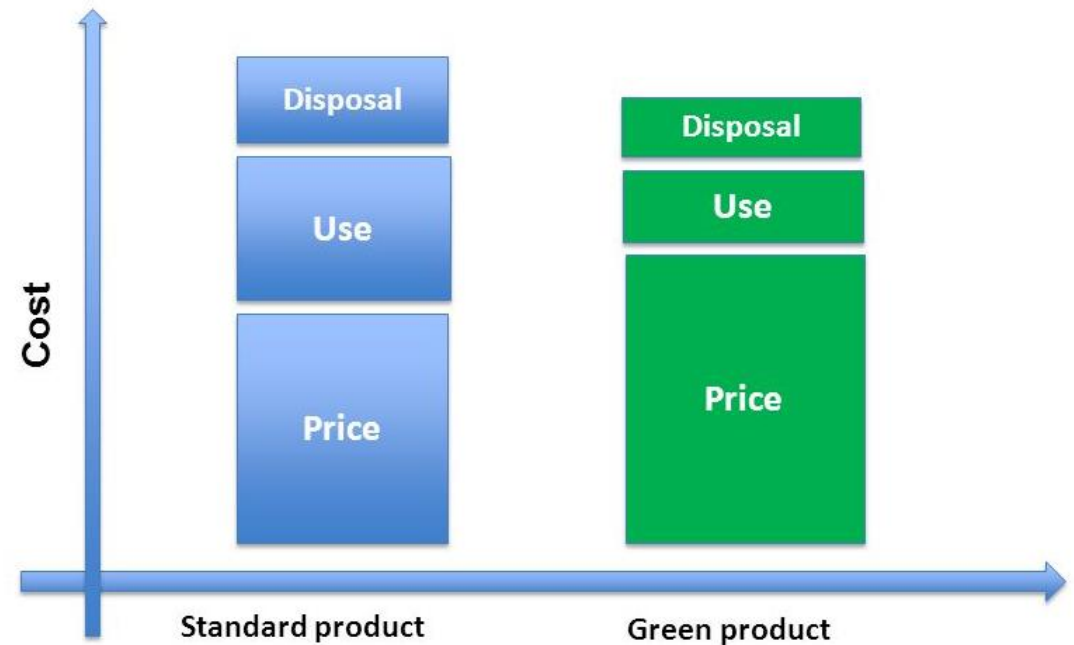 Cost
Disposal
Use
Price
Disposal
Use
Price
Standard product
Green product